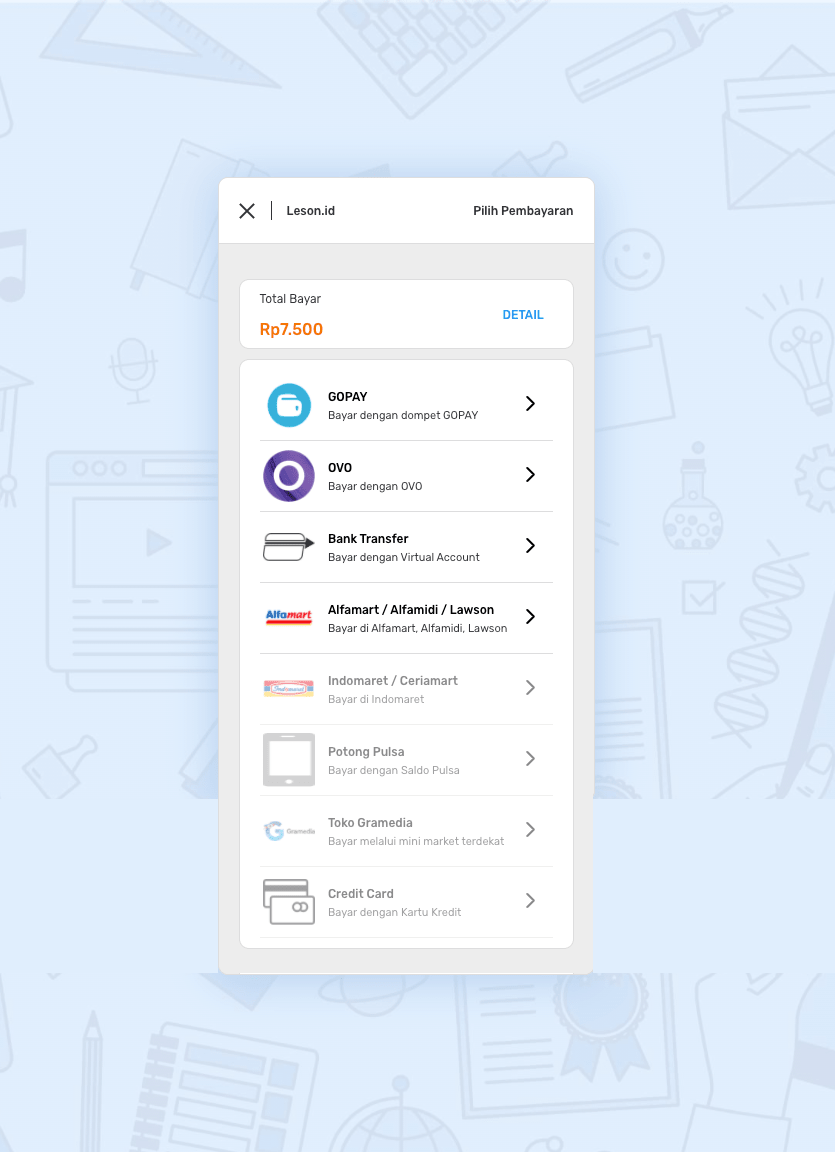 Leson.id
Pilih Pembayaran
Total Bayar
Rp7.500
DETAIL
GOPAY
Bayar dengan dompet GOPAY
OVO
Bayar dengan OVO
Bank Transfer
Bayar dengan Virtual Account
Alfamart
Alfamart / Alfamidi / Lawson
Bayar di Alfamart, Alfamidi, Lawson
Indomaret
Indomaret / Ceriamart
Bayar di Indomaret
Potong Pulsa
Bayar dengan Saldo Pulsa
Gramedia
Toko Gramedia
Bayar melalui mini market terdekat
Credit Card
Bayar dengan Kartu Kredit